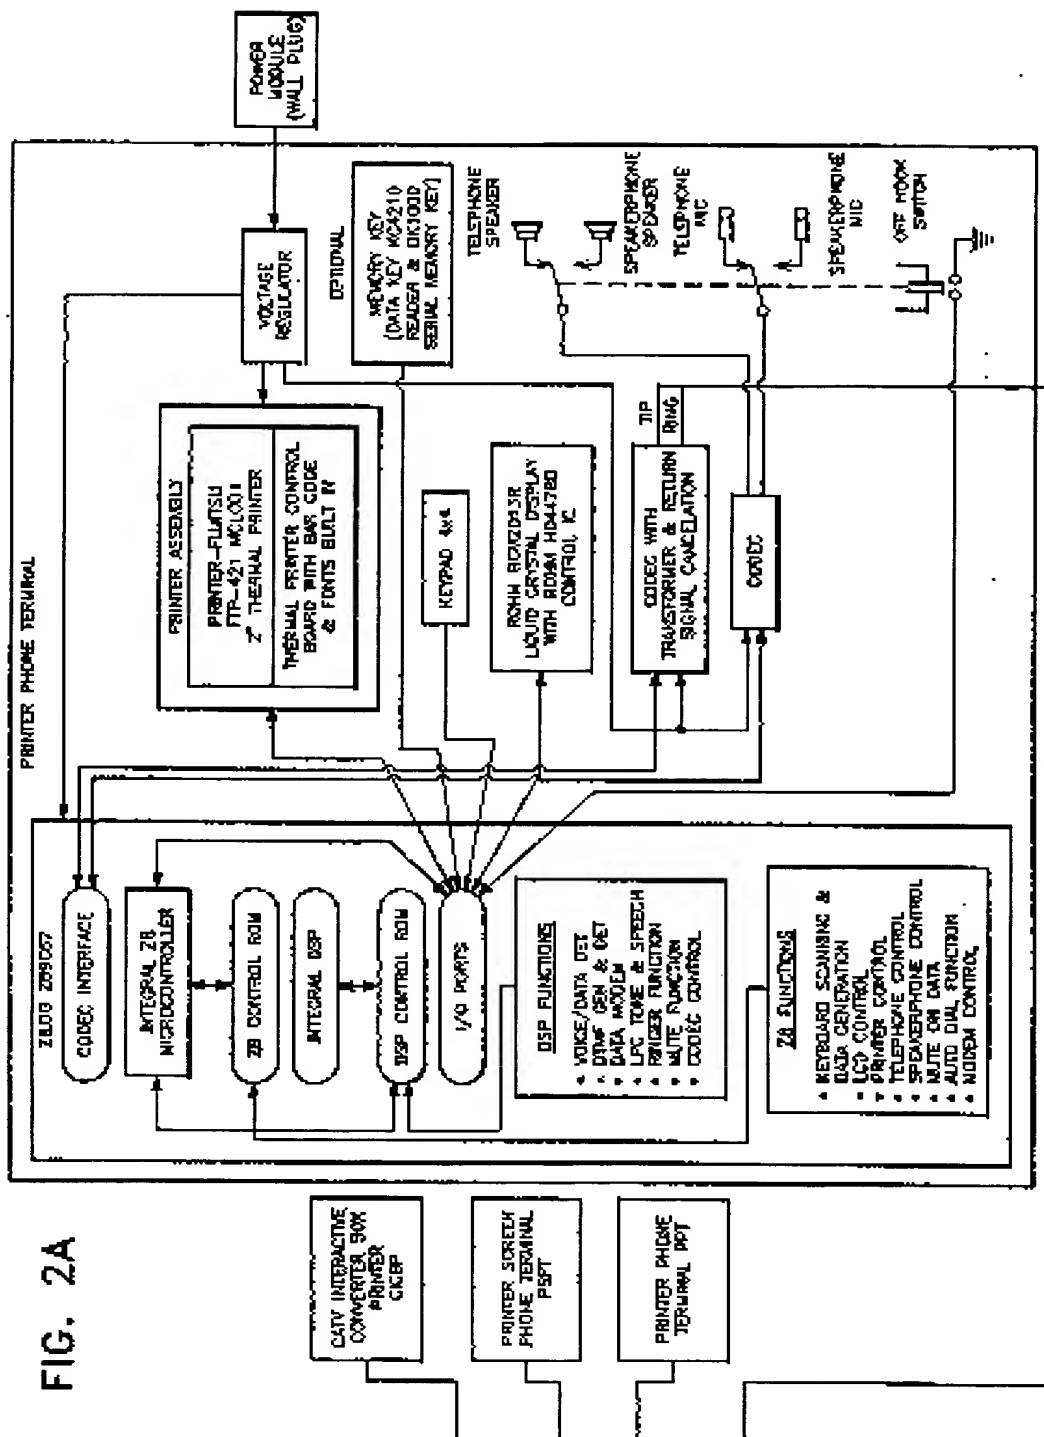 FIG. 2A
PRINTER PHONE TERMINAL
POWER
MODULE
(WALL PLUG)
VOLTAGE
REGULATOR
OPTIONAL
MEMORY KEY
(DATA KEY KC4210
READER & DK1000
SERIAL MEMORY KEY)
PRINTER ASSEMBLY
PRINTER-FUJITSU
FTP-421 MCL001
2" THERMAL PRINTER
THERMAL PRINTER CONTROL
BOARD WITH BAR CODE
& FONTS BUILT IN
KEYPAD 4x4
LIQUID CRYSTAL DISPLAY
WITH ROHM HD44780
CONTROL IC
CODEC WITH
TRANSFORMER & RETURN
SIGNAL CANCELATION
TIP
RING
CODEC
TELEPHONE
SPEAKER
SPEAKERPHONE
SPEAKER
TELEPHONE
MIC
SPEAKERPHONE
MIC
OFF HOOK
SWITCH
ZILOG Z89C67
CODEC INTERFACE
INTEGRAL Z8
MICROCONTROLLER
Z8 CONTROL ROM
INTEGRAL DSP
DSP CONTROL ROM
I/O PORTS
DSP FUNCTIONS
VOICE/DATA DET
DTMF GEN & DET
DATA MODEM
LPC TONE & SPEECH
RINGER FUNCTION
MUTE FUNCTION
CODEC CONTROL
Z8 FUNCTIONS
KEYBOARD SCANNING &
DATA GENERATION
LCD CONTROL
PRINTER CONTROL
TELEPHONE CONTROL
SPEAKERPHONE CONTROL
MUTE ON DATA
AUTO DIAL FUNCTION
MODEM CONTROL
CATV INTERACTIVE
CONVERTER BOX
PRINTER
CICBP
PRINTER SCREEN
PHONE TERMINAL
PSPT
PRINTER PHONE
TERMINAL PPT